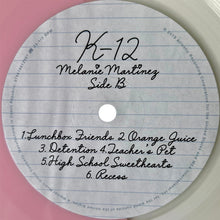 K-12
Melanie Martinez
Side B
1.Lunchbox Friends 2.Orange Juice
3.Detention 4.Teacher's Pet
5.High School Sweethearts
6.Recess